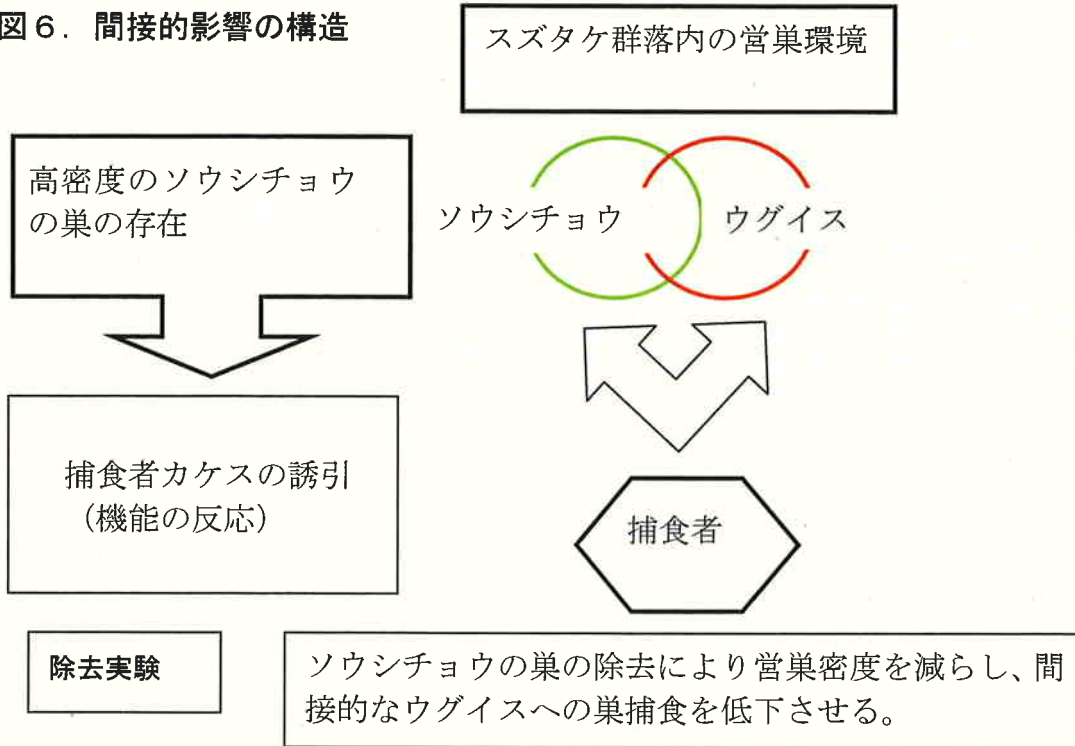 図６．間接的影響の構造
スズタケ群落内の営巣環境
高密度のソウシチョウ
の巣の存在
ソウシチョウ
ウグイス
捕食者カケスの誘引
（機能の反応）
捕食者
除去実験
ソウシチョウの巣の除去により営巣密度を減らし、間
接的なウグイスへの巣捕食を低下させる。